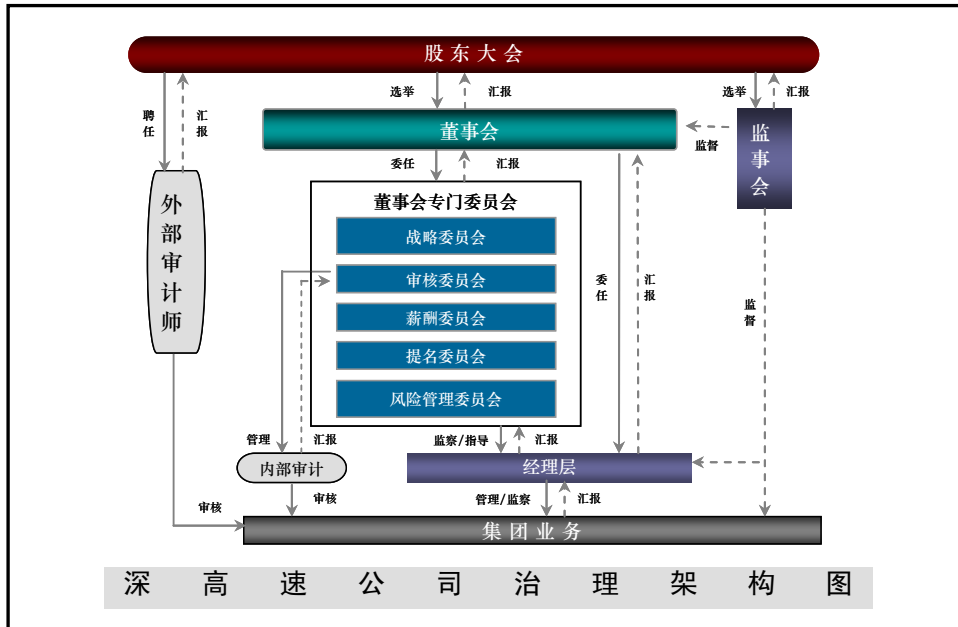 股东大会
选举
汇报
选举
汇报
聘任
汇报
董事会
监督
监事会
委任
汇报
外部审计师
董事会专门委员会
战略委员会
审核委员会
薪酬委员会
提名委员会
风险管理委员会
委任
汇报
监督
管理
汇报
监察/指导
汇报
内部审计
经理层
审核
审核
管理/监察
汇报
集团业务
深高速公司治理架构图